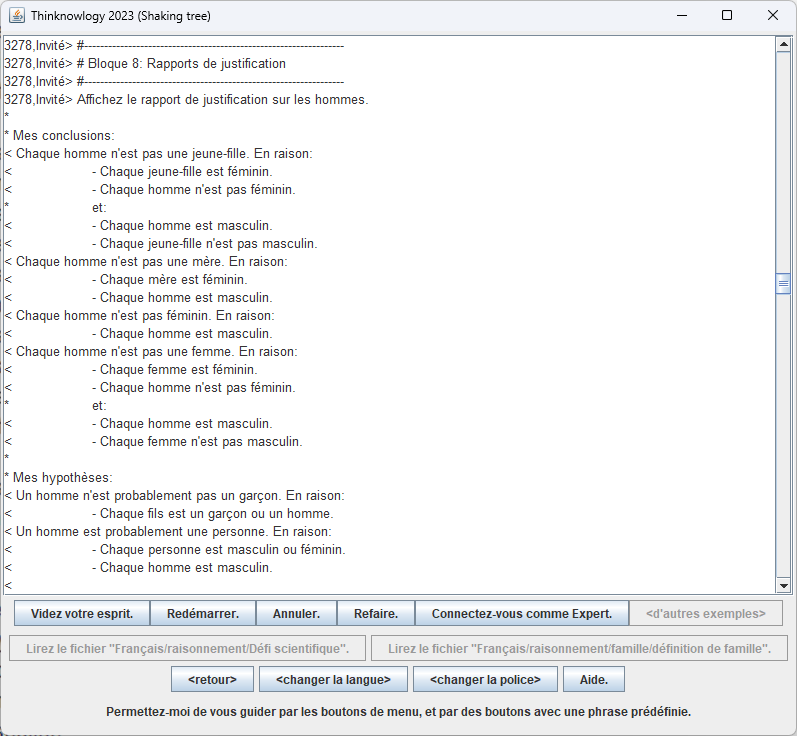 Thinknowlogy 2023 (Shaking tree)
3278,Invité> #-----------------------------------------------------------------
3278,Invité> # Bloque 8: Rapports de justification
3278,Invité> #-----------------------------------------------------------------
3278,Invité> Affichez le rapport de justification sur les hommes.
*
* Mes conclusions:
< Chaque homme n'est pas une jeune-fille. En raison:
< - Chaque jeune-fille est féminin.
< - Chaque homme n'est pas féminin.
* et:
< - Chaque homme est masculin.
< - Chaque jeune-fille n'est pas masculin.
< Chaque homme n'est pas une mère. En raison:
< - Chaque mère est féminin.
< - Chaque homme est masculin.
< Chaque homme n'est pas féminin. En raison:
< - Chaque homme est masculin.
< Chaque homme n'est pas une femme. En raison:
< - Chaque femme est féminin.
< - Chaque homme n'est pas féminin.
* et:
< - Chaque homme est masculin.
< - Chaque femme n'est pas masculin.
*
* Mes hypothèses:
< Un homme n'est probablement pas un garçon. En raison:
< - Chaque fils est un garçon ou un homme.
< Un homme est probablement une personne. En raison:
< - Chaque personne est masculin ou féminin.
< - Chaque homme est masculin.
<
Videz votre esprit. Redémarrer. Annuler. Refaire. Connectez-vous comme Expert. <d'autres exemples>
Lirez le fichier "Français/raisonnement/Défi scientifique". Lirez le fichier "Français/raisonnement/famille/définition de famille".
<retour> <changer la langue> <changer la police> Aide.
Permettez-moi de vous guider par les boutons de menu, et par des boutons avec une phrase prédéfinie.